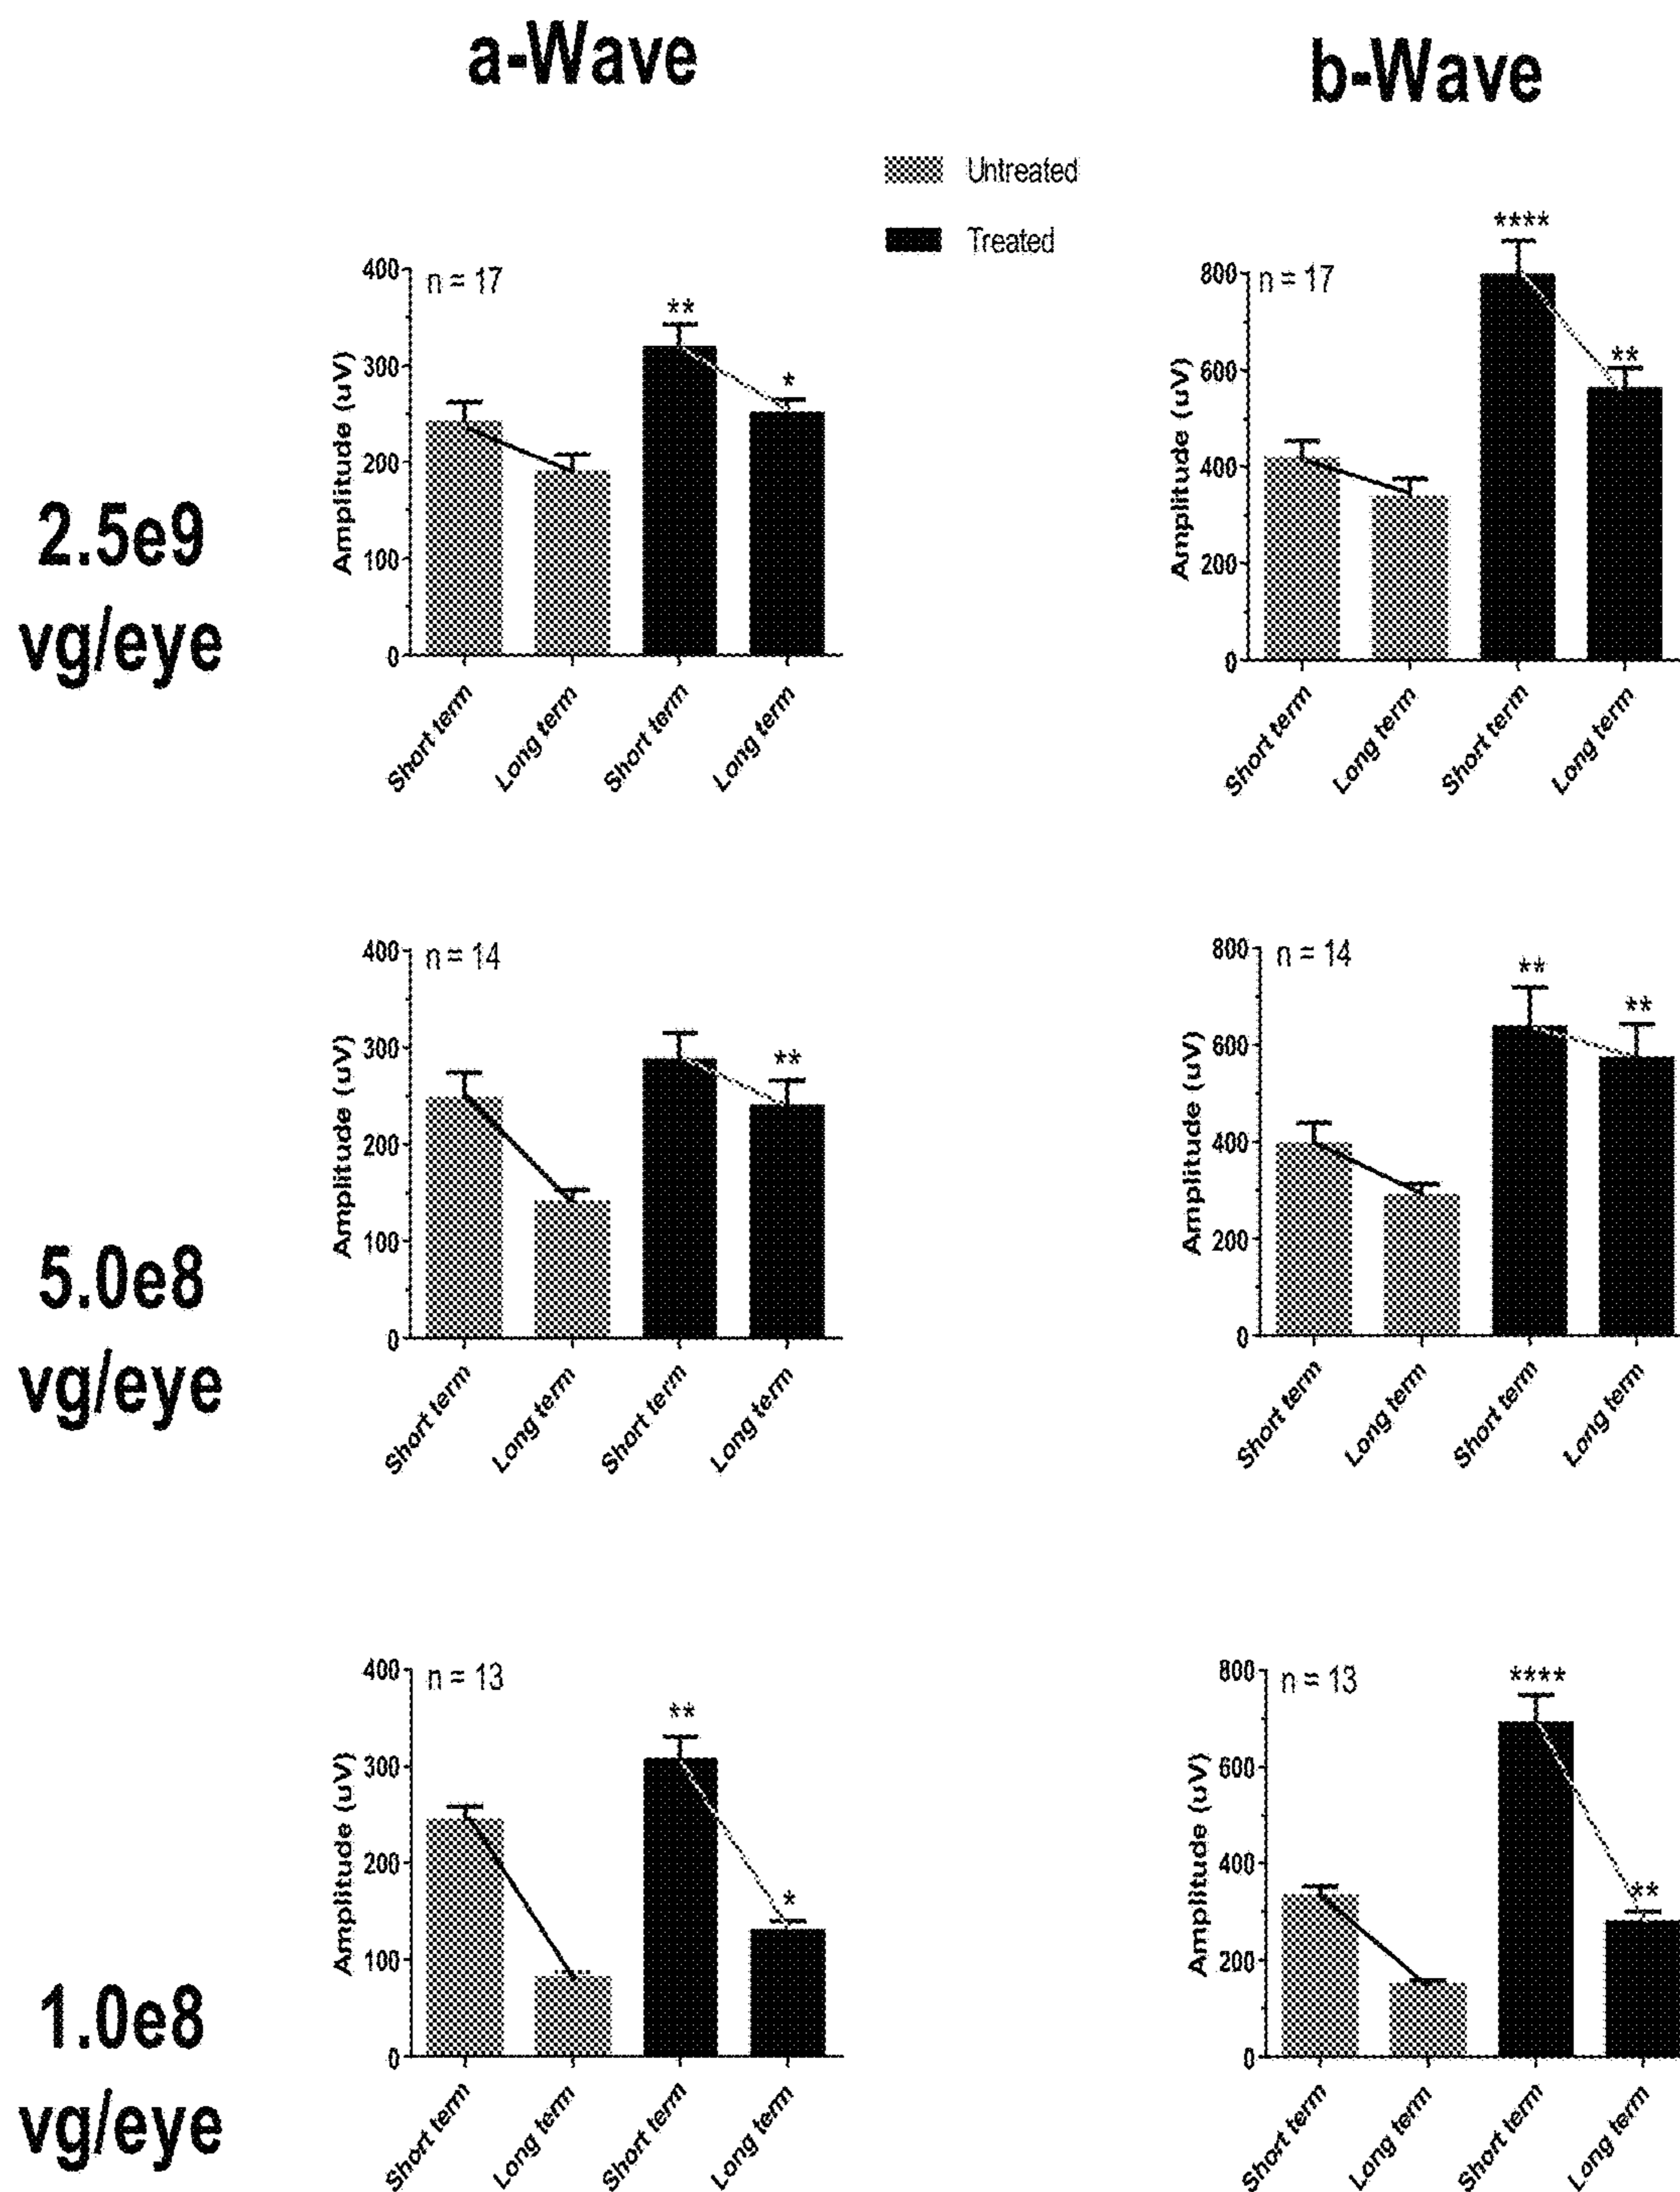 a-Wave
b-Wave
Untreated
Treated
2.5e9
vg/eye
n = 17
**
*
Amplitude (uV)
400
300
200
100
0
Short term
Long term
Short term
Long term
n = 17
****
**
Amplitude (uV)
800
600
400
200
0
Short term
Long term
Short term
Long term
5.0e8
vg/eye
n = 14
**
Amplitude (uV)
400
300
200
100
0
Short term
Long term
Short term
Long term
n = 14
**
**
Amplitude (uV)
800
600
400
200
0
Short term
Long term
Short term
Long term
1.0e8
vg/eye
n = 13
**
*
Amplitude (uV)
400
300
200
100
0
Short term
Long term
Short term
Long term
n = 13
****
**
Amplitude (uV)
800
600
400
200
0
Short term
Long term
Short term
Long term